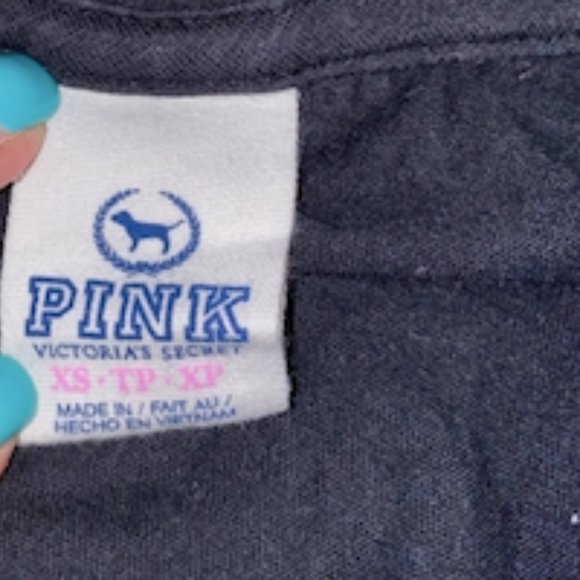 PINK
VICTORIA'S SECRET
XS · TP · XP
MADE IN / FAIT AU /
HECHO EN VIETNAM